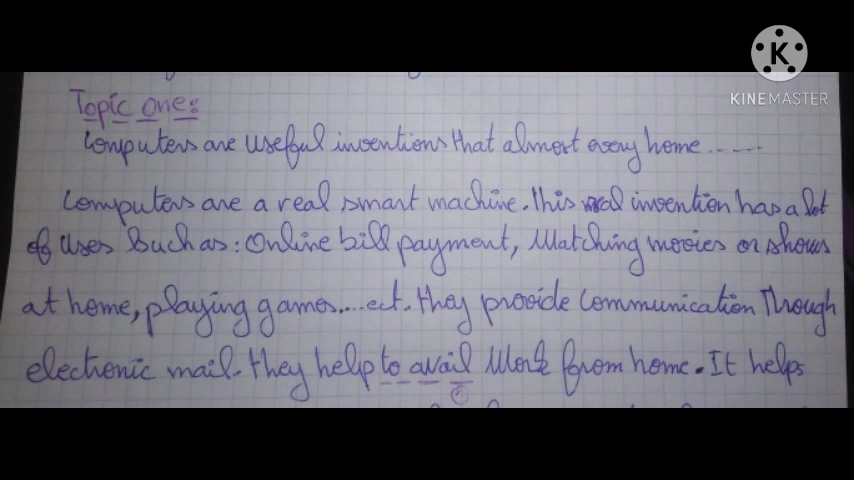 K
KINEMASTER
Topic one:
Computers are useful inventions that almost every home......
Computers are a real smart machine. This real invention has a lot
of uses such as: Online bill payment, Watching movies or shows
at home, playing games....ect. they provide communication Through
electronic mail. they help to avail Work from home. It helps